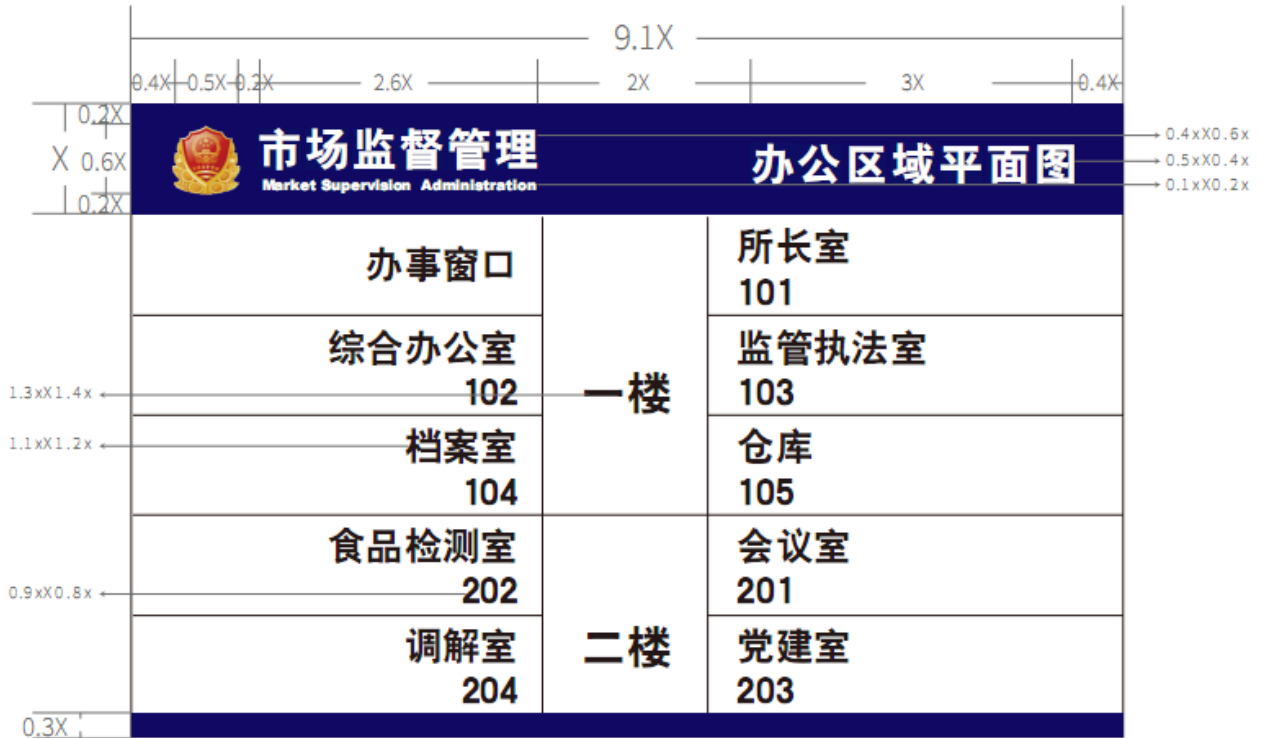 9.1X
0.4X 0.5X 0.2X 2.6X 2X 3X 0.4X
0.2X
X 0.6X
0.2X
市场监督管理
Market Supervision Administration
办公区域平面图
0.4xX0.6x
0.5xX0.4x
0.1xX0.2x
办事窗口
所长室
101
综合办公室
102
一楼
监管执法室
103
1.3xX1.4x
1.1xX1.2x
档案室
104
仓库
105
食品检测室
202
会议室
201
0.9xX0.8x
调解室
204
二楼
党建室
203
0.3X